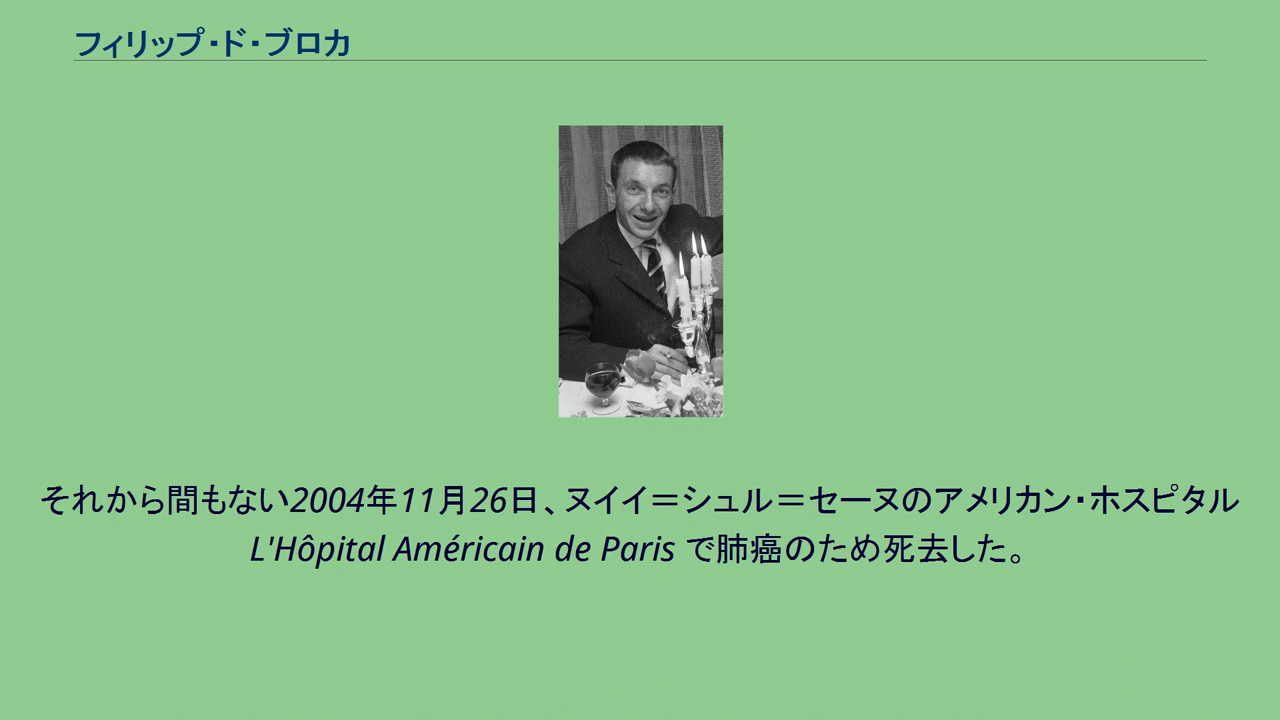 フィリップ・ド・ブロカ
それから間もない2004年11月26日、ヌイイ＝シュル＝セーヌのアメリカン・ホスピタル
L'Hôpital Américain de Paris で肺癌のため死去した。